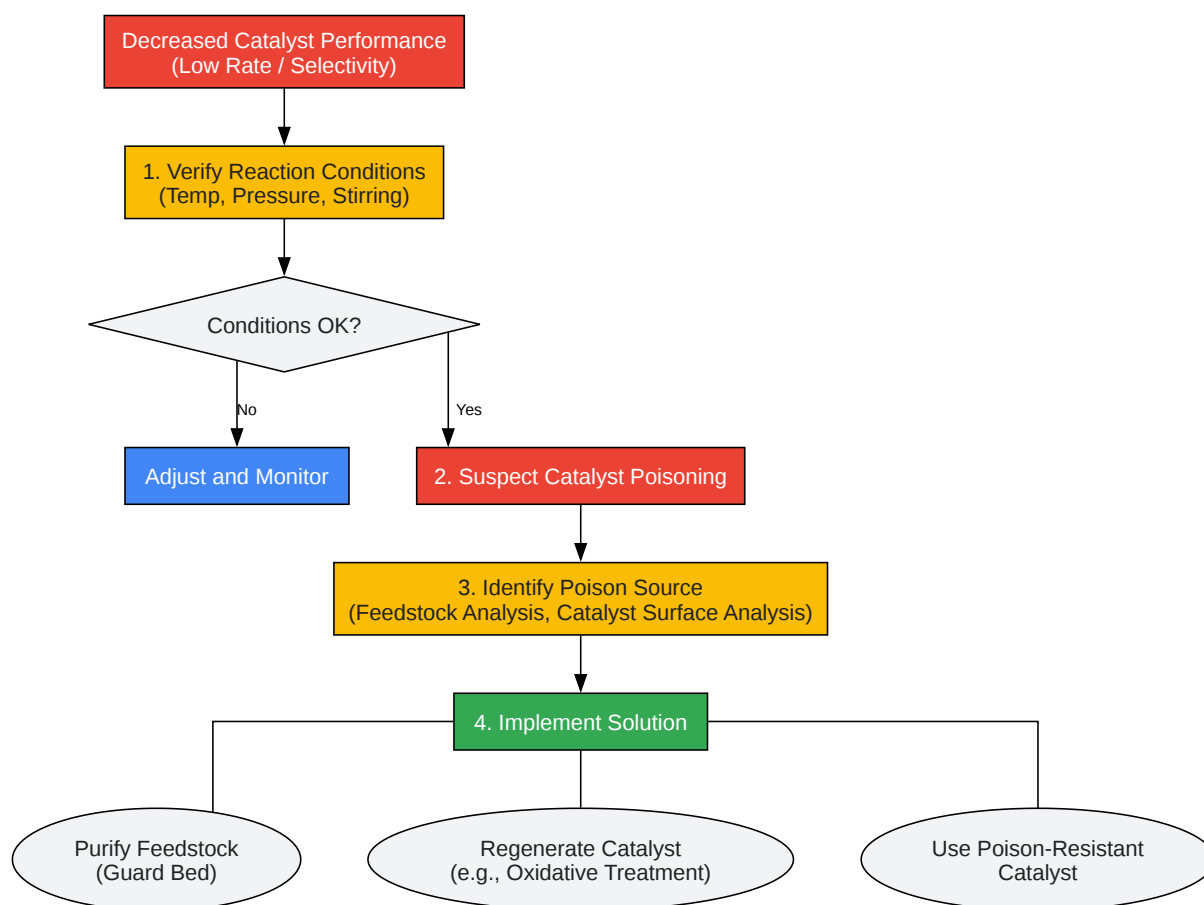 Decreased Catalyst Performance
(Low Rate / Selectivity)
1. Verify Reaction Conditions
(Temp, Pressure, Stirring)
Conditions OK?
No
Yes
Adjust and Monitor
2. Suspect Catalyst Poisoning
3. Identify Poison Source
(Feedstock Analysis, Catalyst Surface Analysis)
4. Implement Solution
Purify Feedstock
(Guard Bed)
Regenerate Catalyst
(e.g., Oxidative Treatment)
Use Poison-Resistant
Catalyst